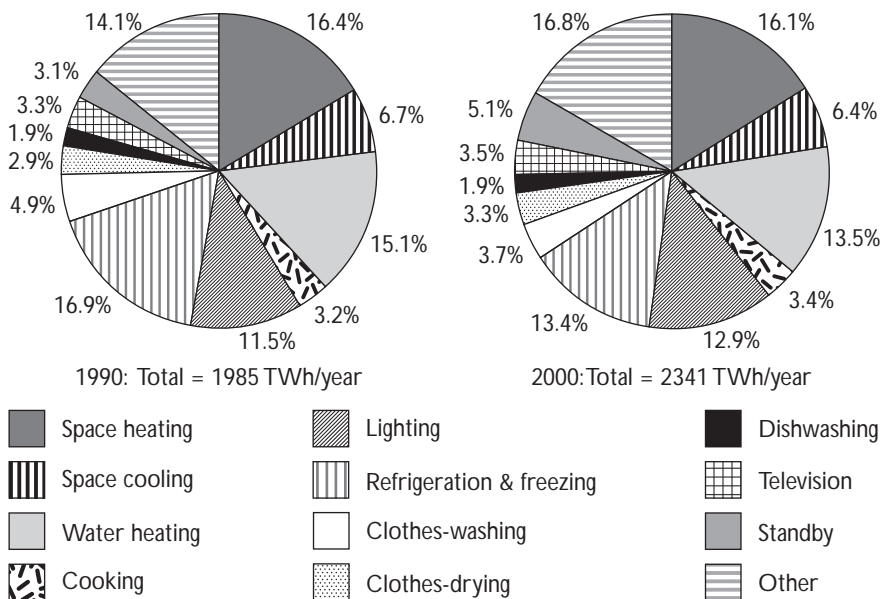 14.1%
16.4%
3.1%
3.3%
1.9%
2.9%
4.9%
16.9%
11.5%
3.2%
15.1%
6.7%
1990: Total = 1985 TWh/year
16.8%
16.1%
5.1%
3.5%
1.9%
3.3%
3.7%
13.4%
12.9%
3.4%
13.5%
6.4%
2000:Total = 2341 TWh/year
Space heating
Space cooling
Water heating
Cooking
Lighting
Refrigeration & freezing
Clothes-washing
Clothes-drying
Dishwashing
Television
Standby
Other